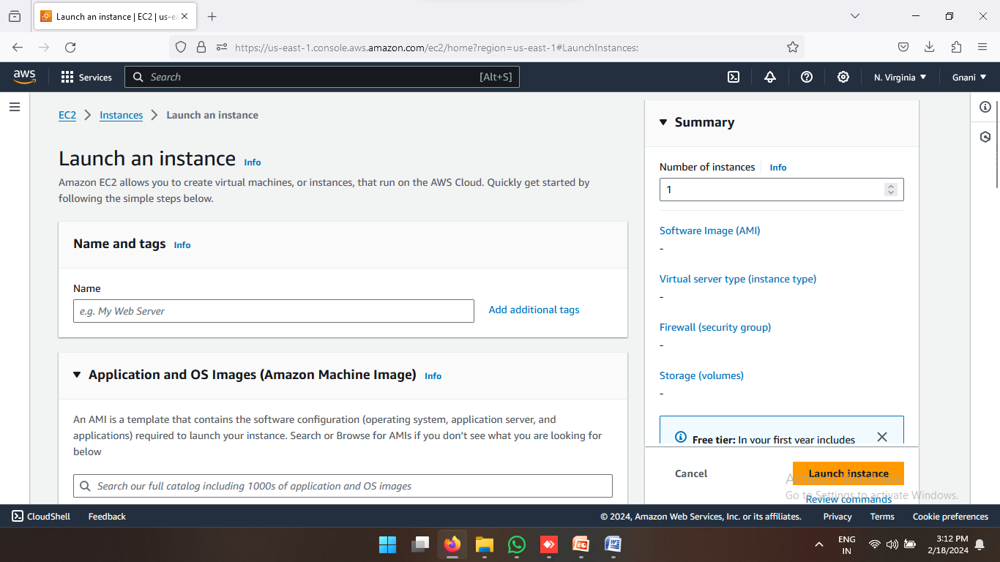 Launch an instance | EC2 | us-ea
https://us-east-1.console.aws.amazon.com/ec2/home?region=us-east-1#LaunchInstances:
aws
Services
Search
[Alt+S]
N. Virginia
Gnani
EC2
Instances
Launch an instance
Launch an instance Info
Amazon EC2 allows you to create virtual machines, or instances, that run on the AWS Cloud. Quickly get started by
following the simple steps below.
Name and tags Info
Name
e.g. My Web Server
Add additional tags
Application and OS Images (Amazon Machine Image) Info
An AMI is a template that contains the software configuration (operating system, application server, and
applications) required to launch your instance. Search or Browse for AMIs if you don't see what you are looking for
below
Search our full catalog including 1000s of application and OS images
Summary
Number of instances Info
1
Software Image (AMI)
-
Virtual server type (instance type)
-
Firewall (security group)
-
Storage (volumes)
-
Free tier: In your first year includes
Cancel
Launch instance
Review commands
Activate Windows
Go to Settings to activate Windows.
CloudShell
Feedback
© 2024, Amazon Web Services, Inc. or its affiliates.
Privacy
Terms
Cookie preferences
ENG
IN
3:12 PM
2/18/2024